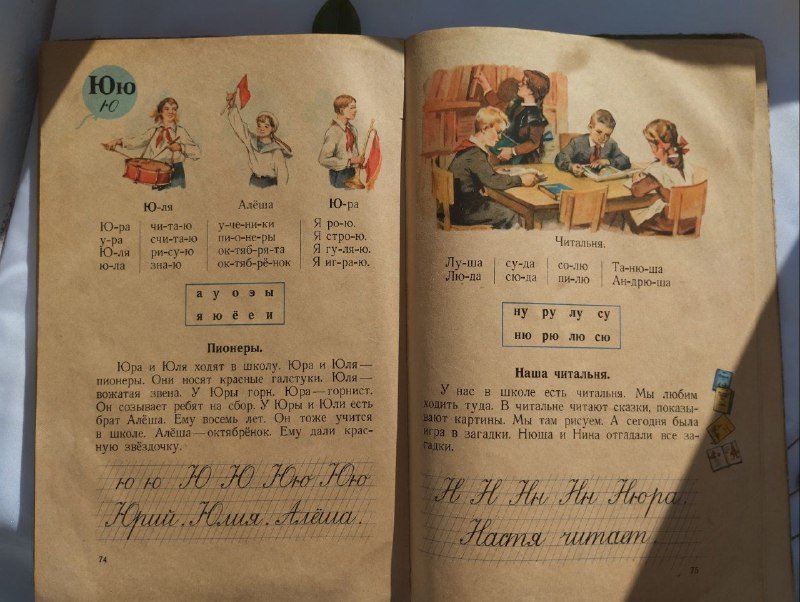 Юю
Ю
Ю-ля Алёша Ю-ра
Ю-ра чи-та-ю у-че-ни-ки Я ро-ю.
у-ра счи-та-ю пи-о-не-ры Я стро-ю.
Ю-ля ри-су-ю ок-тяб-ря-та Я гу-ля-ю.
ю-ла зна-ю ок-тяб-рё-нок Я иг-ра-ю.
а у о э ы
я ю ё е и
Пионеры.
Юра и Юля ходят в школу. Юра и Юля—
пионеры. Они носят красные галстуки. Юля—
вожатая звена. У Юры горн. Юра—горнист.
Он созывает ребят на сбор. У Юры и Юли есть
брат Алёша. Ему восемь лет. Он тоже учится
в школе. Алёша—октябрёнок. Ему дали крас-
ную звёздочку.
ю ю Ю Ю Юю Юю
Юрий. Юлия. Алёша.
74
Читальня.
Лу-ша су-да со-лю Та-ню-ша
Лю-да сю-да пи-лю Ан-дрю-ша
ну ру лу су
ню рю лю сю
Наша читальня.
У нас в школе есть читальня. Мы любим
ходить туда. В читальне читают сказки, показы-
вают картины. Мы там рисуем. А сегодня была
игра в загадки. Нюша и Нина отгадали все за-
гадки.
Н Н Нн Нн Нюра.
Настя читает.
75